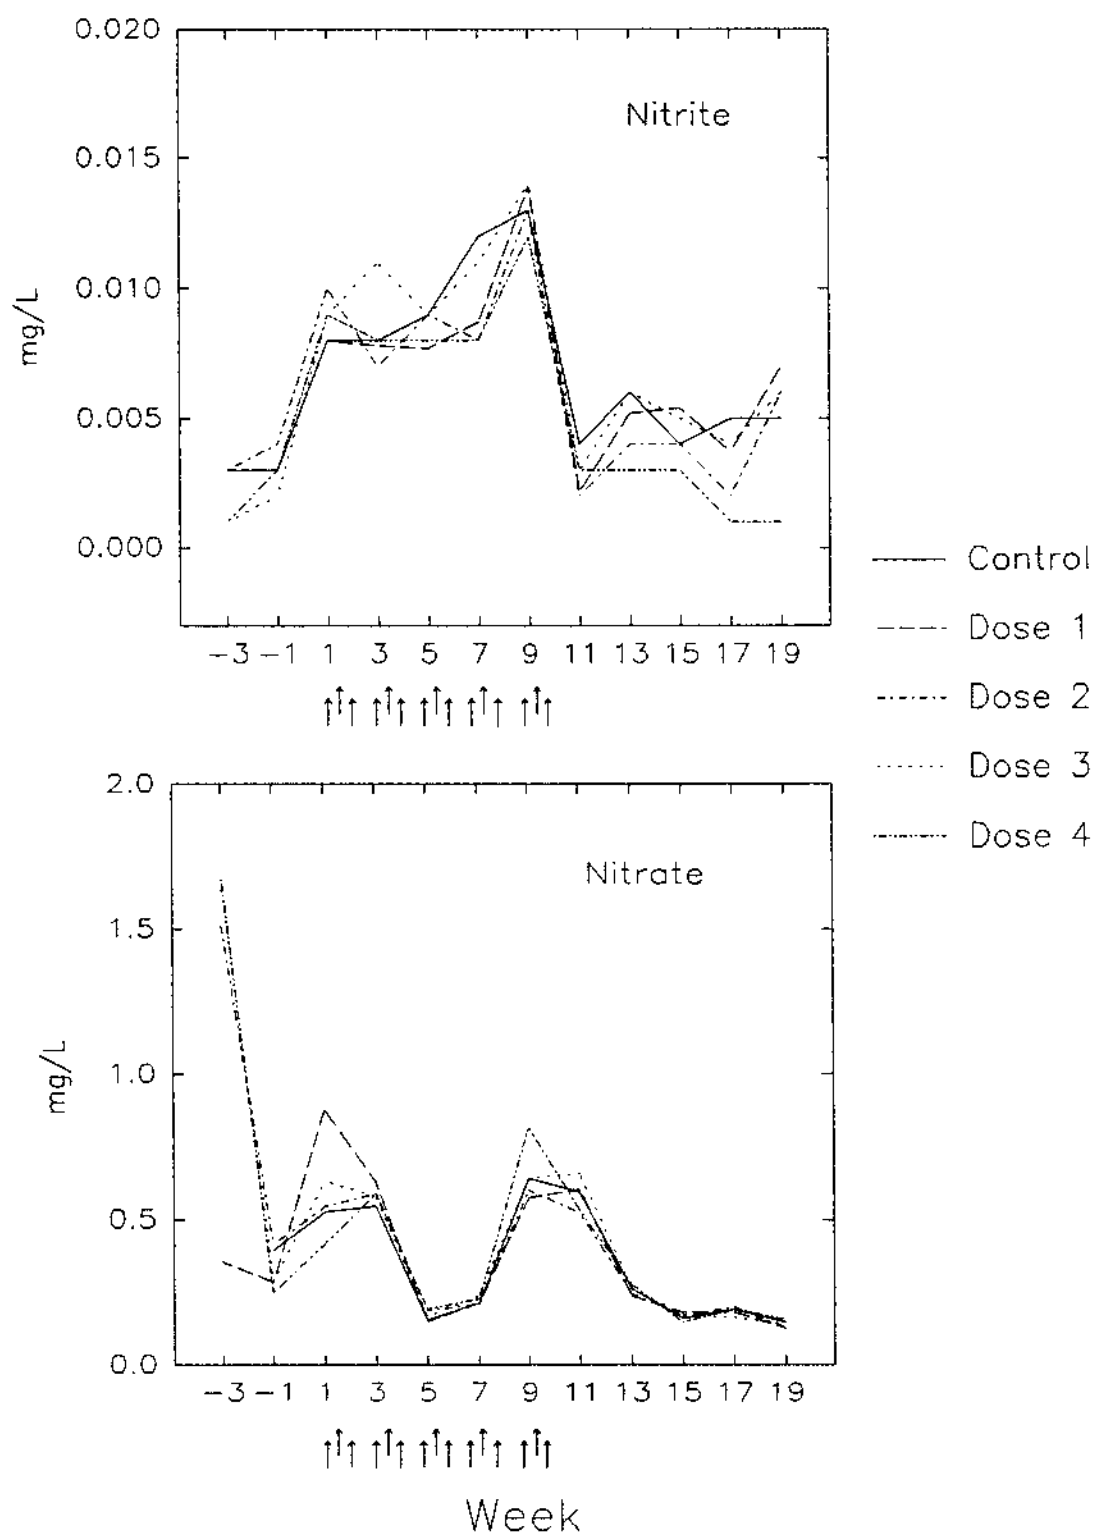 0.020
Nitrite
0.015
0.010
mg/L
0.005
0.000
-3 -1 1 3 5 7 9 11 13 15 17 19
Control
Dose 1
Dose 2
Dose 3
Dose 4
2.0
Nitrate
1.5
mg/L
1.0
0.5
0.0
-3 -1 1 3 5 7 9 11 13 15 17 19
Week